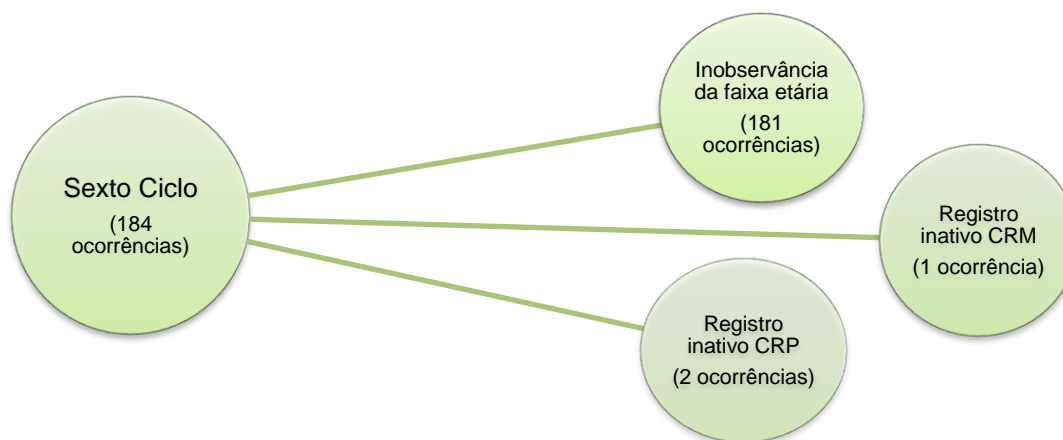 Sexto Ciclo
(184
ocorrências)
Inobservância
da faixa etária
(181
ocorrências)
Registro
inativo CRM
(1 ocorrência)
Registro
inativo CRP
(2 ocorrências)